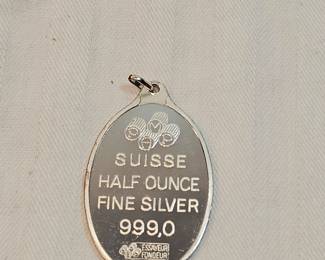 SUISSE
HALF OUNCE
FINE SILVER
999,0
ESSAYEUR
FONDEUR